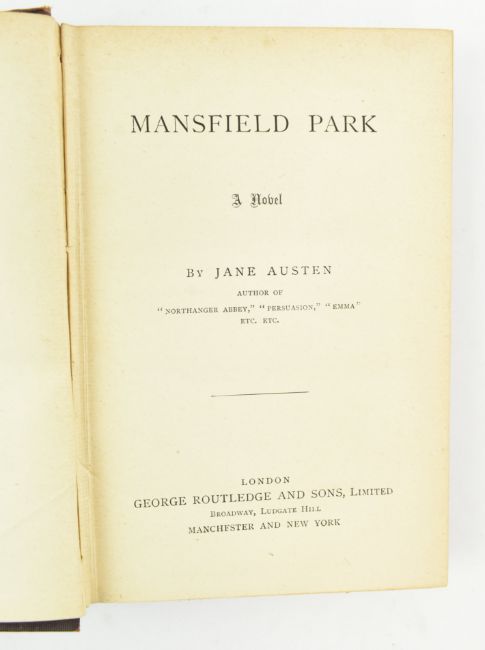 MANSFIELD PARK
A Novel
BY JANE AUSTEN
AUTHOR OF
“NORTHANGER ABBEY,” “PERSUASION,” “EMMA”
ETC. ETC.
LONDON
GEORGE ROUTLEDGE AND SONS, LIMITED
BROADWAY, LUDGATE HILL
MANCHESTER AND NEW YORK